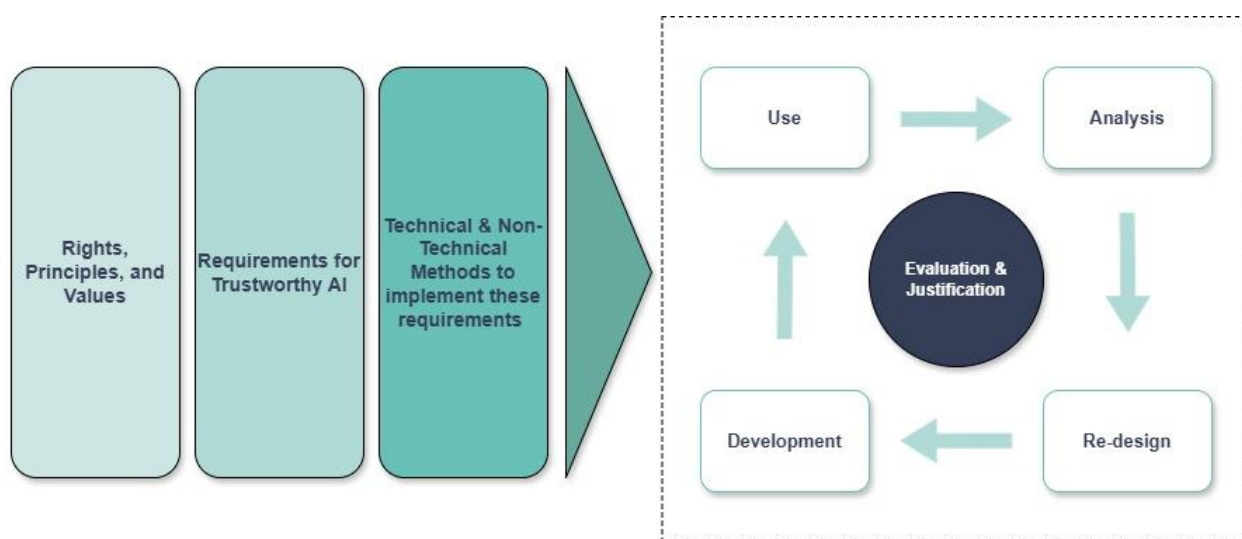 Rights,
Principles, and
Values
Requirements for
Trustworthy AI
Technical & Non-
Technical
Methods to
implement these
requirements
Use
Analysis
Evaluation &
Justification
Development
Re-design